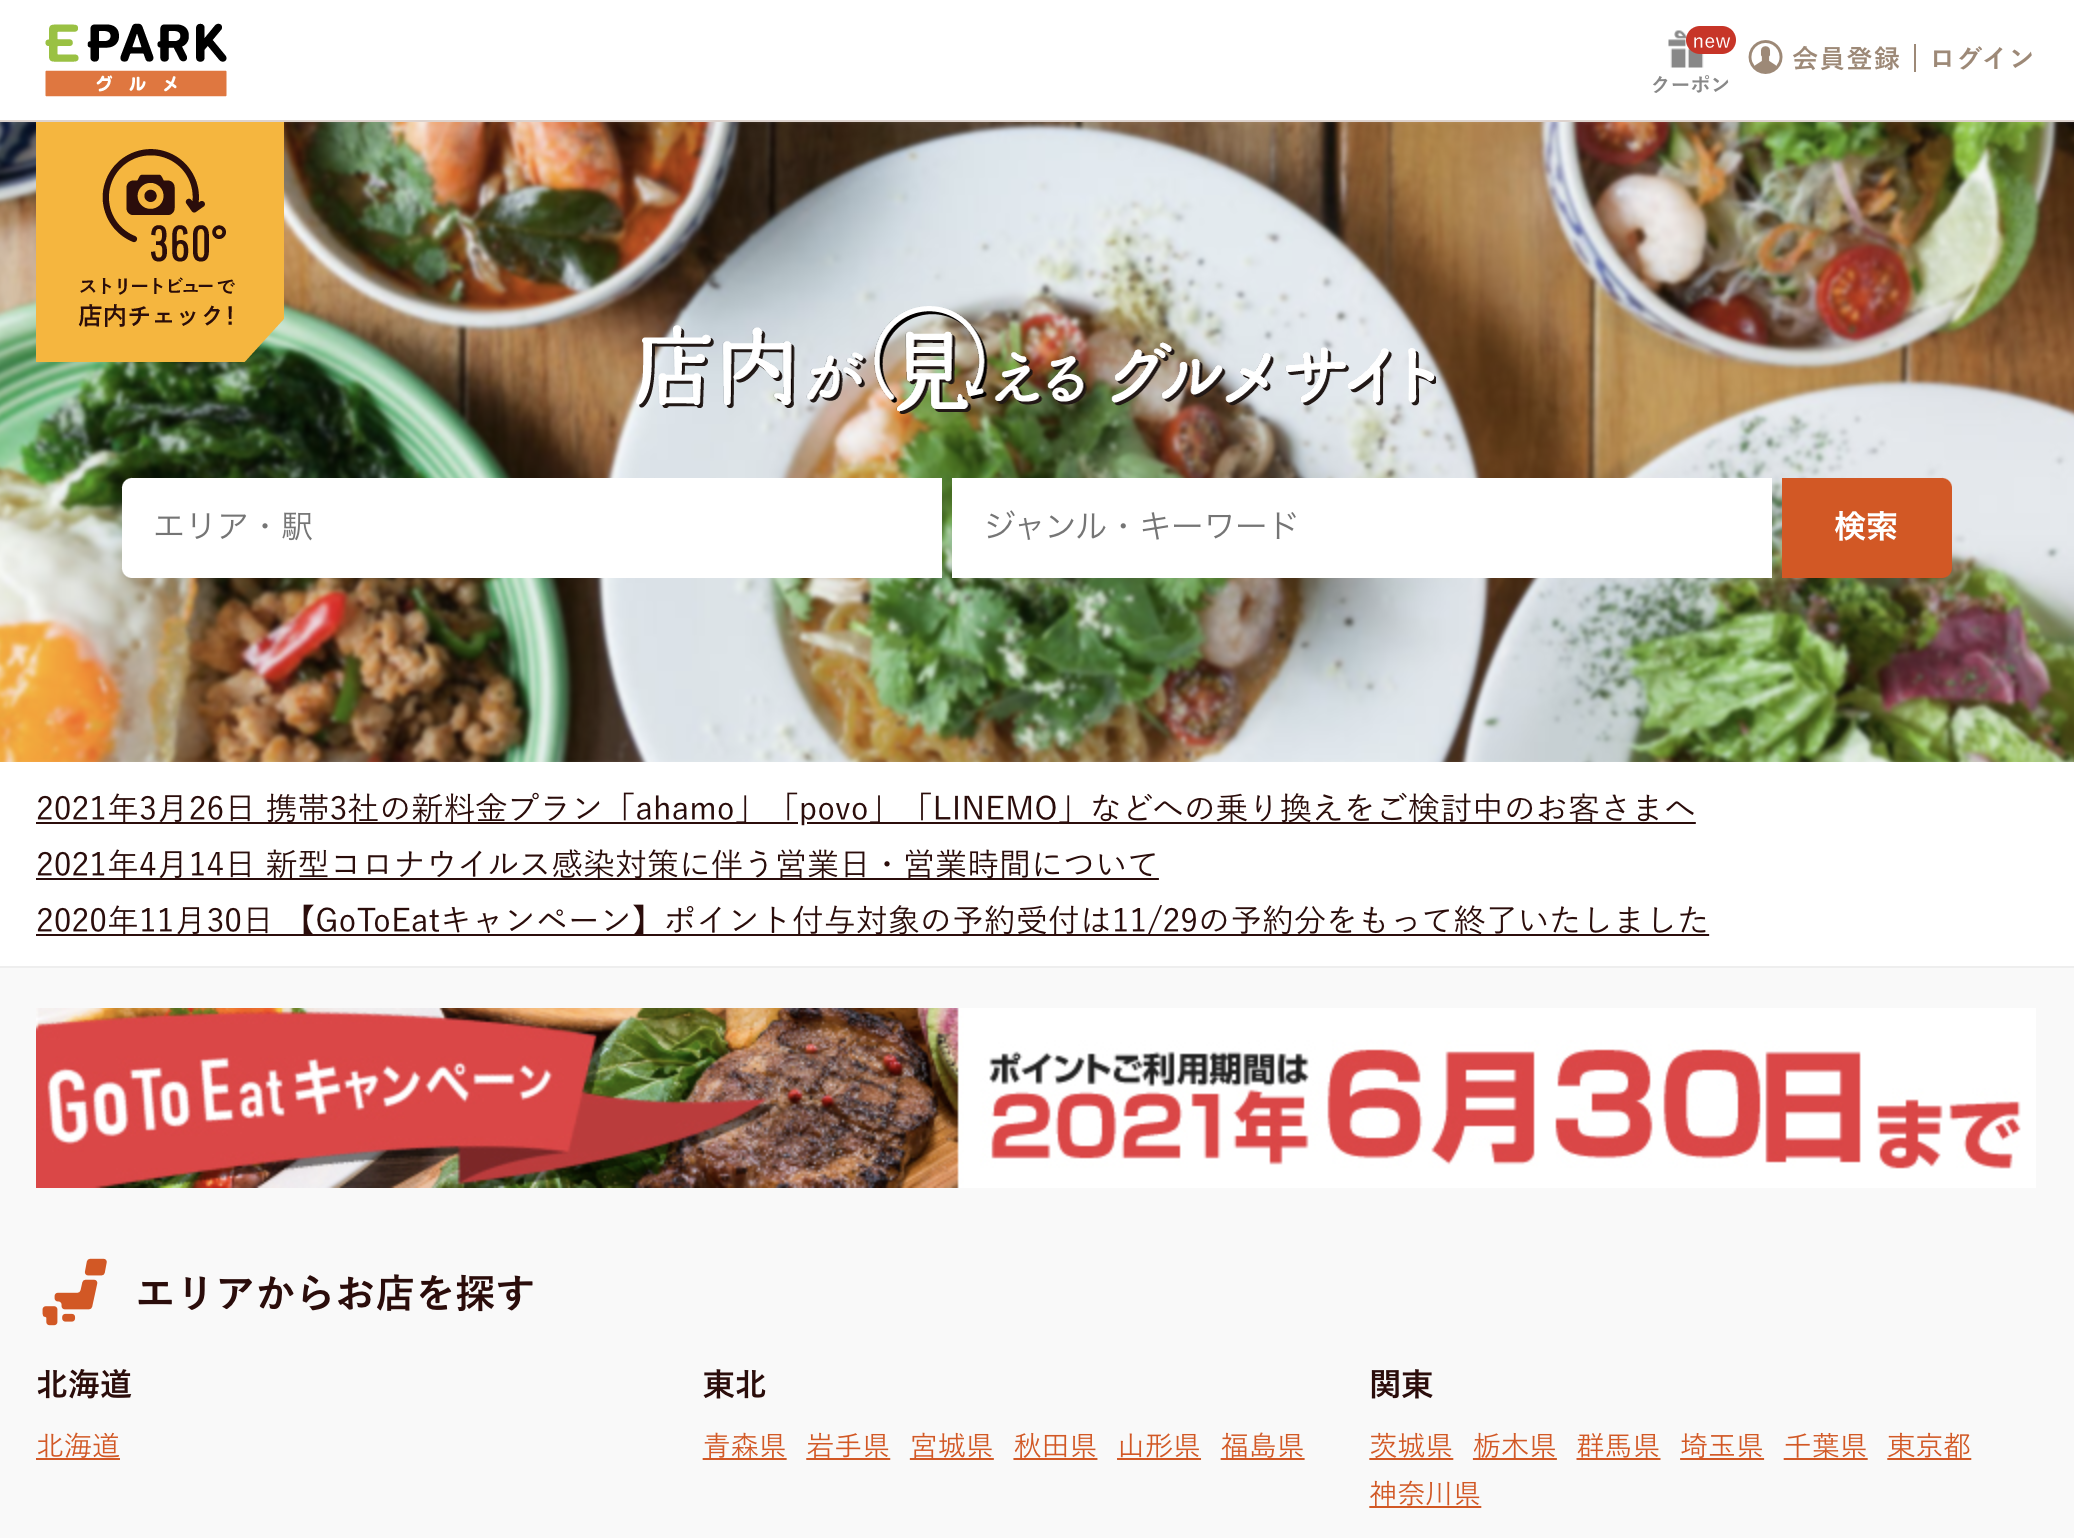 EPARK
グルメ
new
クーポン
会員登録
ログイン
360°
ストリートビューで
店内チェック!
店内が見えるグルメサイト
エリア・駅
ジャンル・キーワード
検索
2021年3月26日 携帯3社の新料金プラン「ahamo」「povo」「LINEMO」などへの乗り換えをご検討中のお客さまへ
2021年4月14日 新型コロナウイルス感染対策に伴う営業日・営業時間について
2020年11月30日 【GoToEatキャンペーン】ポイント付与対象の予約受付は11/29の予約分をもって終了いたしました
GoTo Eatキャンペーン
ポイントご利用期間は
2021年6月30日まで
エリアからお店を探す
北海道
北海道
東北
青森県 岩手県 宮城県 秋田県 山形県 福島県
関東
茨城県 栃木県 群馬県 埼玉県 千葉県 東京都
神奈川県